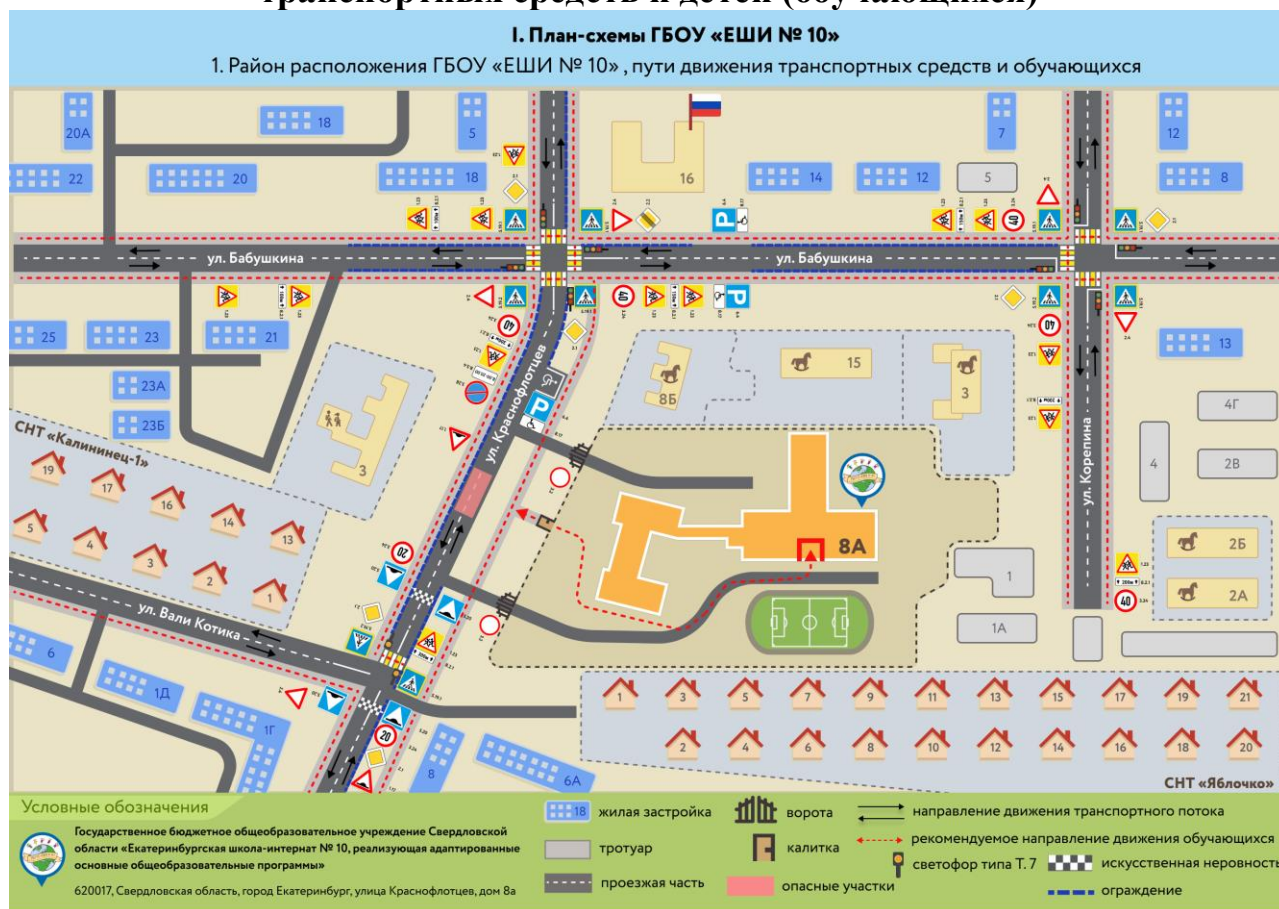 транспортных средств и детей (обучающихся)
I. План-схемы ГБОУ «ЕШИ № 10»
1. Район расположения ГБОУ «ЕШИ № 10» , пути движения транспортных средств и обучающихся
20А
18
5
7
12
22
20
18
16
14
12
5
8
ул. Бабушкина
ул. Бабушкина
25
23
21
13
23А
23Б
3
8Б
15
3
4Г
4
2В
СНТ «Калининец-1»
19
17
16
14
13
5
4
3
2
1
ул. Краснофлотцев
ул. Корепина
8А
2Б
2А
1
1А
ул. Вали Котика
6
1Д
1Г
8
6А
40
40
40
40
40
20
20
1
3
5
7
9
11
13
15
17
19
21
2
4
6
8
10
12
14
16
18
20
СНТ «Яблочко»
Условные обозначения
Государственное бюджетное общеобразовательное учреждение Свердловской
области «Екатеринбургская школа-интернат № 10, реализующая адаптированные
основные общеобразовательные программы»
620017, Свердловская область, город Екатеринбург, улица Краснофлотцев, дом 8а
18 жилая застройка
тротуар
проезжая часть
ворота
калитка
опасные участки
направление движения транспортного потока
рекомендуемое направление движения обучающихся
светофор типа Т. 7
искусственная неровность
ограждение